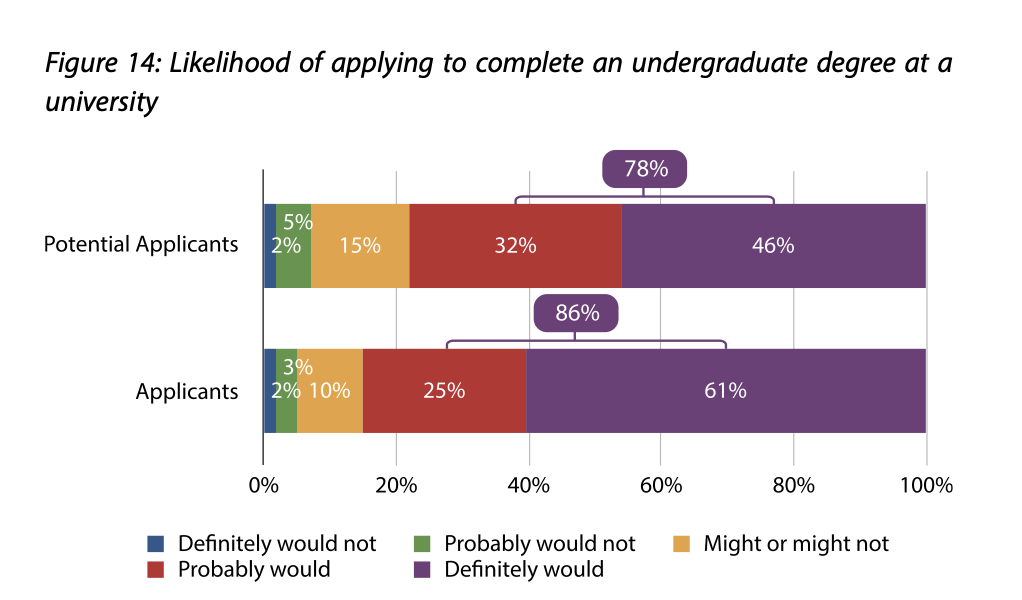 Figure 14: Likelihood of applying to complete an undergraduate degree at a
university
78%
Potential Applicants
5%
2%
15%
32%
46%
86%
Applicants
3%
2%
10%
25%
61%
0%
20%
40%
60%
80%
100%
Definitely would not
Probably would not
Might or might not
Probably would
Definitely would